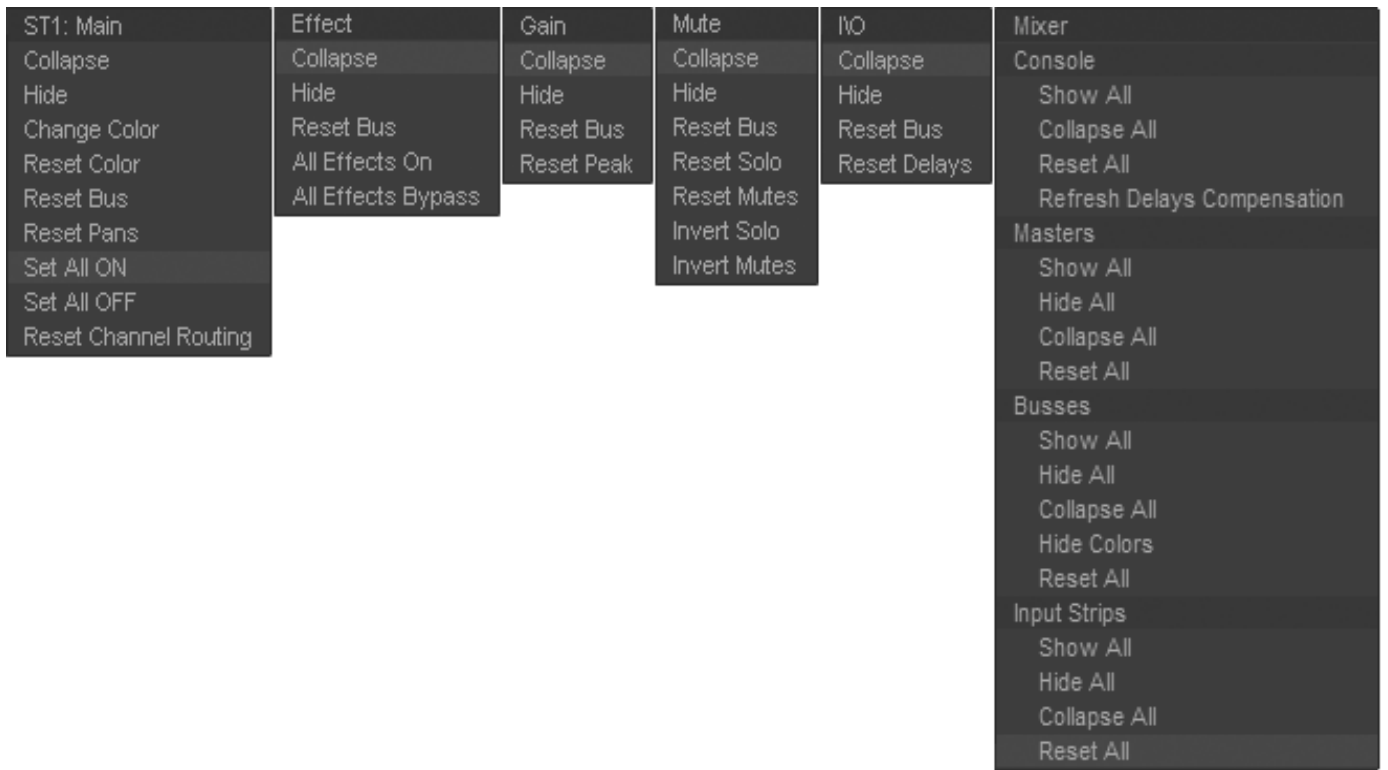 ST1: Main
Collapse
Hide
Change Color
Reset Color
Reset Bus
Reset Pans
Set All ON
Set All OFF
Reset Channel Routing
Effect
Collapse
Hide
Reset Bus
All Effects On
All Effects Bypass
Gain
Collapse
Hide
Reset Bus
Reset Peak
Mute
Collapse
Hide
Reset Bus
Reset Solo
Reset Mutes
Invert Solo
Invert Mutes
I\O
Collapse
Hide
Reset Bus
Reset Delays
Mixer
Console
Show All
Collapse All
Reset All
Refresh Delays Compensation
Masters
Show All
Hide All
Collapse All
Reset All
Busses
Show All
Hide All
Collapse All
Hide Colors
Reset All
Input Strips
Show All
Hide All
Collapse All
Reset All